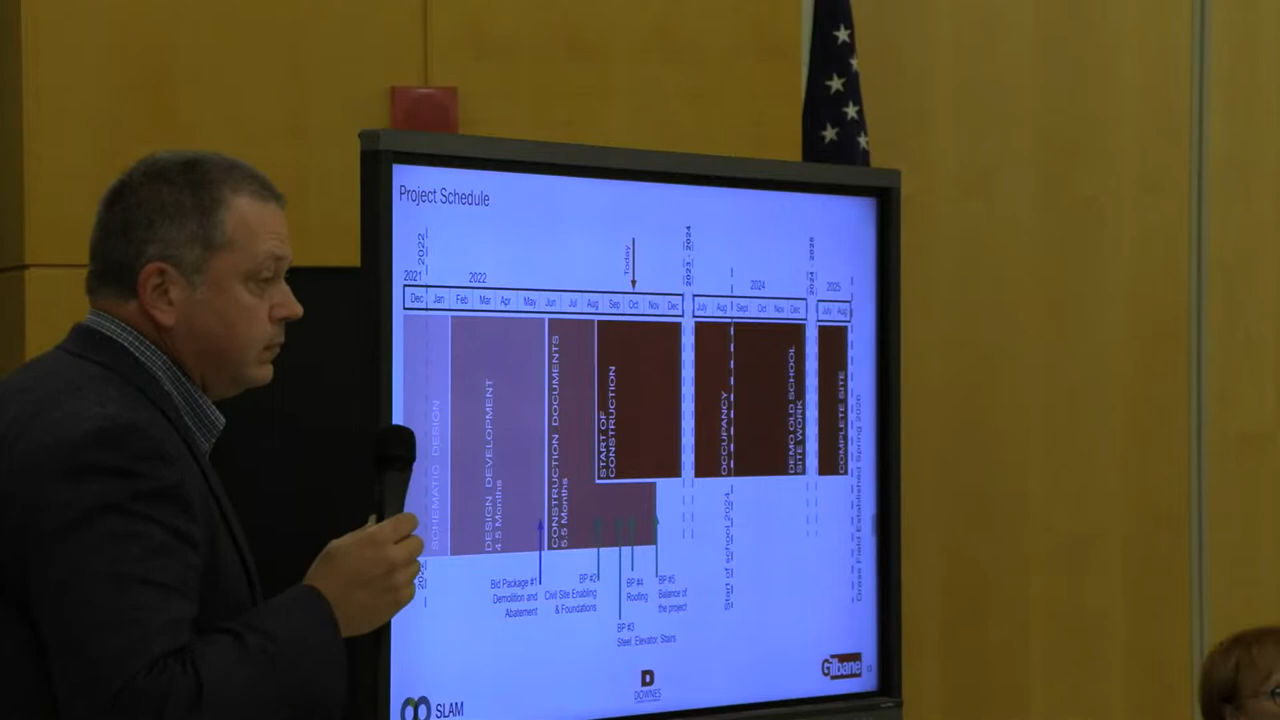 Project Schedule
2022
Today
2023 - 2024
2024 2025
2021
2022
2024
2025
Dec Jan Feb Mar Apr May Jun Jul Aug Sep Oct Nov Dec
July Aug Sept Oct Nov Dec
July Aug
SCHEMATIC DESIGN
DESIGN DEVELOPMENT
4.5 Months
CONSTRUCTION DOCUMENTS
5.5 Months
START OF
CONSTRUCTION
OCCUPANCY
DEMO OLD SCHOOL
SITE WORK
COMPLETE SITE
Start of school 2024
Grass Field Established Spring 2026
Bid Package #1
Demolition and
Abatement
BP #2
Civil Site Enabling
& Foundations
BP #3
Steel, Elevator, Stairs
BP #4
Roofing
BP #5
Balance of
the project
SLAM
D
DOWNES
Gilbane